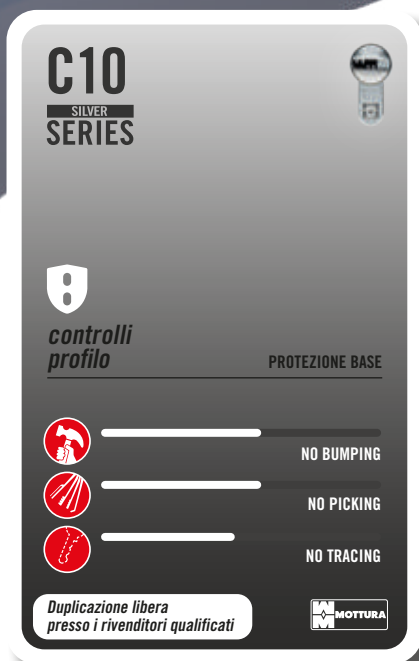 C10
SILVER
SERIES
controlli
profilo
PROTEZIONE BASE
NO BUMPING
NO PICKING
NO TRACING
Duplicazione libera
presso i rivenditori qualificati
MOTTURA